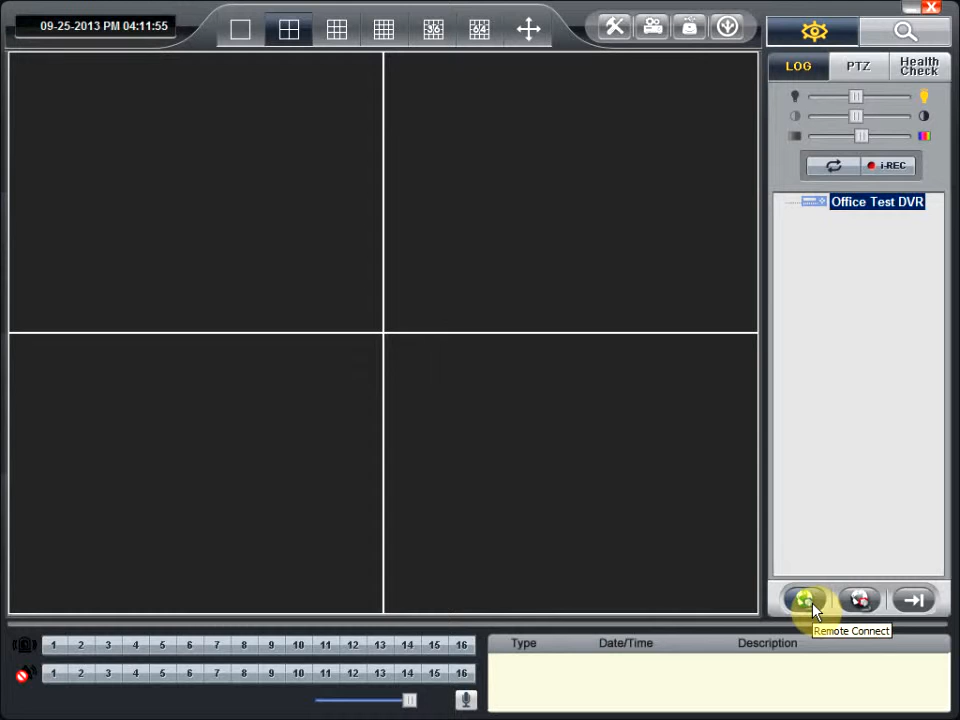 09-25-2013 PM 04:11:55
36
64
LOG
PTZ
Health
Check
i-REC
Office Test DVR
Remote Connect
1 2 3 4 5 6 7 8 9 10 11 12 13 14 15 16
1 2 3 4 5 6 7 8 9 10 11 12 13 14 15 16
Type Date/Time Description